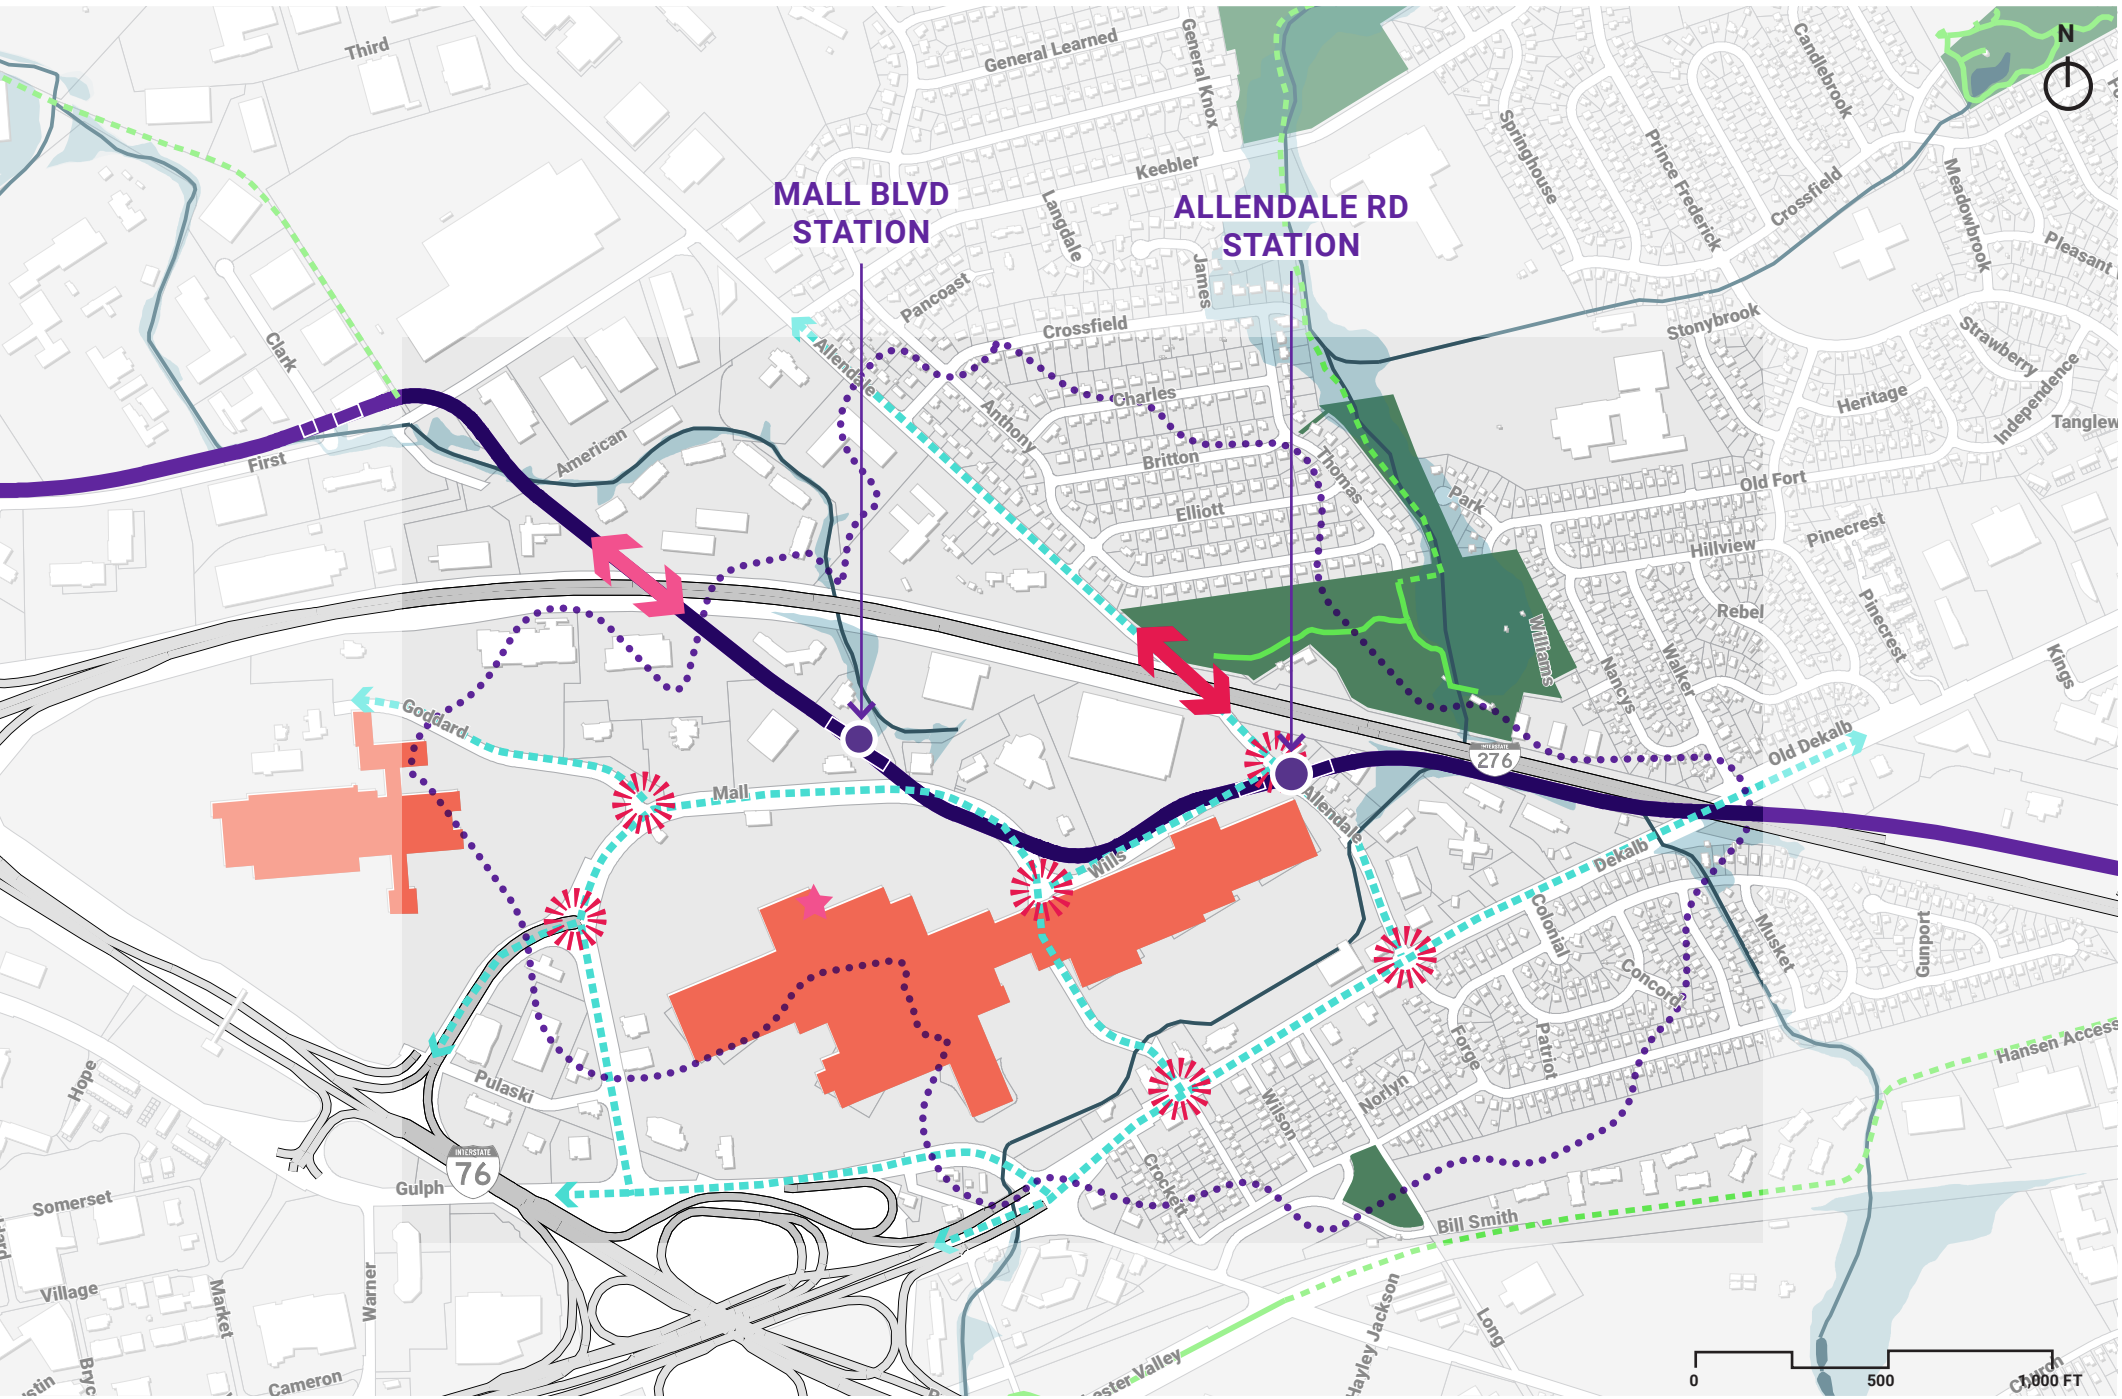 Third
General Learned
General Knox
Candlebrook
N
Keebler
Springhouse
Prince Frederick
Crossfield
Meadowbrook
MALL BLVD
STATION
ALLENDALE RD
STATION
Langdale
James
Pleasant
Pancoast
Crossfield
Stonybrook
Strawberry
Clark
Allendale
Charles
Anthony
Heritage
Independence
Tanglew
First
American
Britton
Thomas
Park
Old Fort
Elliott
Pinecrest
Hillview
Rebel
Pinecrest
Williams
Nancys
Walker
Kings
Goddard
Old Dekalb
INTERSTATE
276
Mall
Allendale
Wills
Dekalb
Colonial
Musket
Gunport
Concord
Forge
Patriot
Hansen Access
Hope
Pulaski
Wilson
Norlyn
INTERSTATE
76
Gulph
Crockett
Somerset
Bill Smith
Village
Market
Warner
Hayley Jackson
Long
ester Valley
Cameron
0
500
1,000 FT